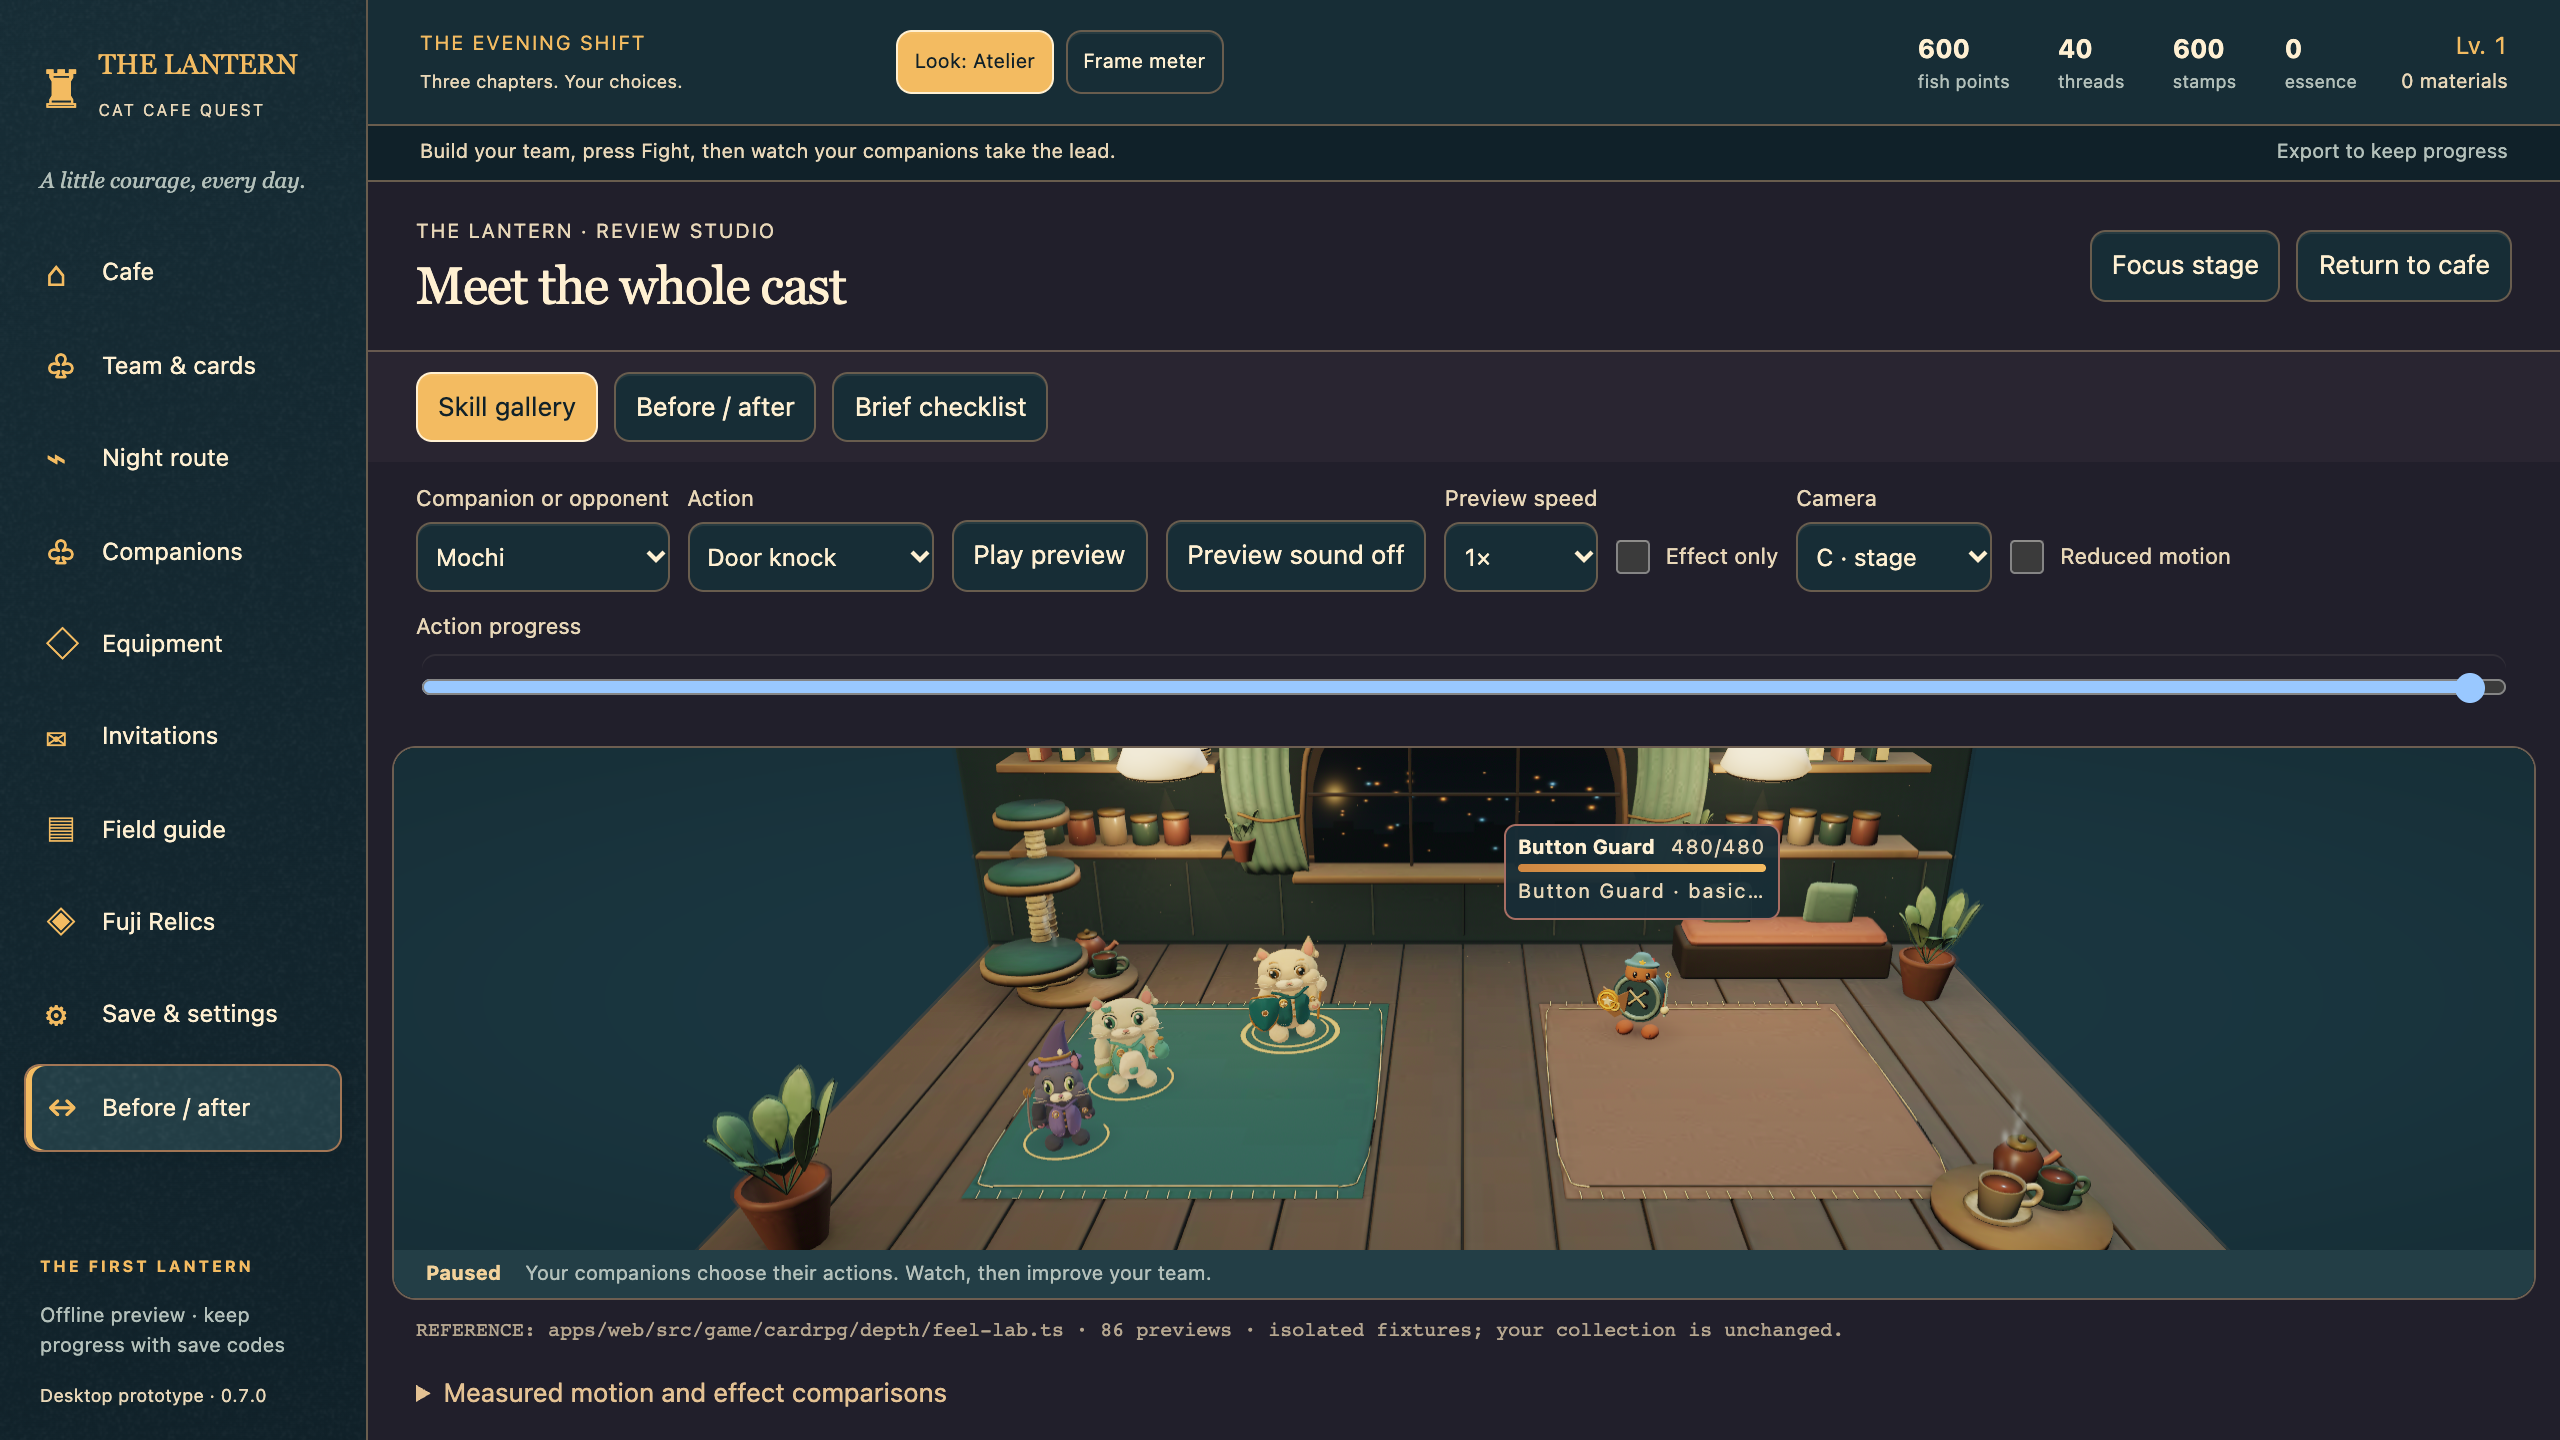 THE LANTERN
CAT CAFE QUEST
A little courage, every day.
Cafe
Team & cards
Night route
Companions
Equipment
Invitations
Field guide
Fuji Relics
Save & settings
Before / after
THE FIRST LANTERN
Offline preview · keep
progress with save codes
Desktop prototype · 0.7.0
THE EVENING SHIFT
Three chapters. Your choices.
Look: Atelier
Frame meter
600
fish points
40
threads
600
stamps
0
essence
Lv. 1
0 materials
Build your team, press Fight, then watch your companions take the lead.
Export to keep progress
THE LANTERN · REVIEW STUDIO
Meet the whole cast
Focus stage
Return to cafe
Skill gallery
Before / after
Brief checklist
Companion or opponent
Mochi
Action
Door knock
Play preview
Preview sound off
Preview speed
1×
Effect only
Camera
C · stage
Reduced motion
Action progress
Button Guard 480/480
Button Guard · basic…
Paused Your companions choose their actions. Watch, then improve your team.
REFERENCE: apps/web/src/game/cardrpg/depth/feel-lab.ts · 86 previews · isolated fixtures; your collection is unchanged.
Measured motion and effect comparisons